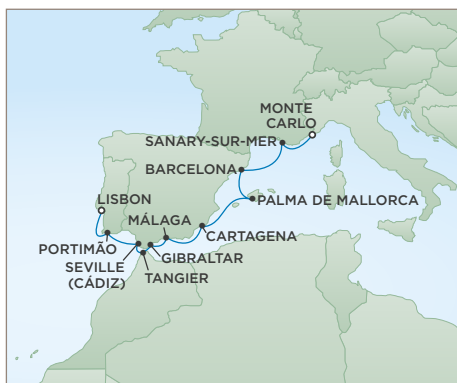 MONTE
CARLO
SANARY-SUR-MER
BARCELONA
LISBON
PALMA DE MALLORCA
MÁLAGA
CARTAGENA
PORTIMÃO
GIBRALTAR
SEVILLE
(CÁDIZ)
TANGIER